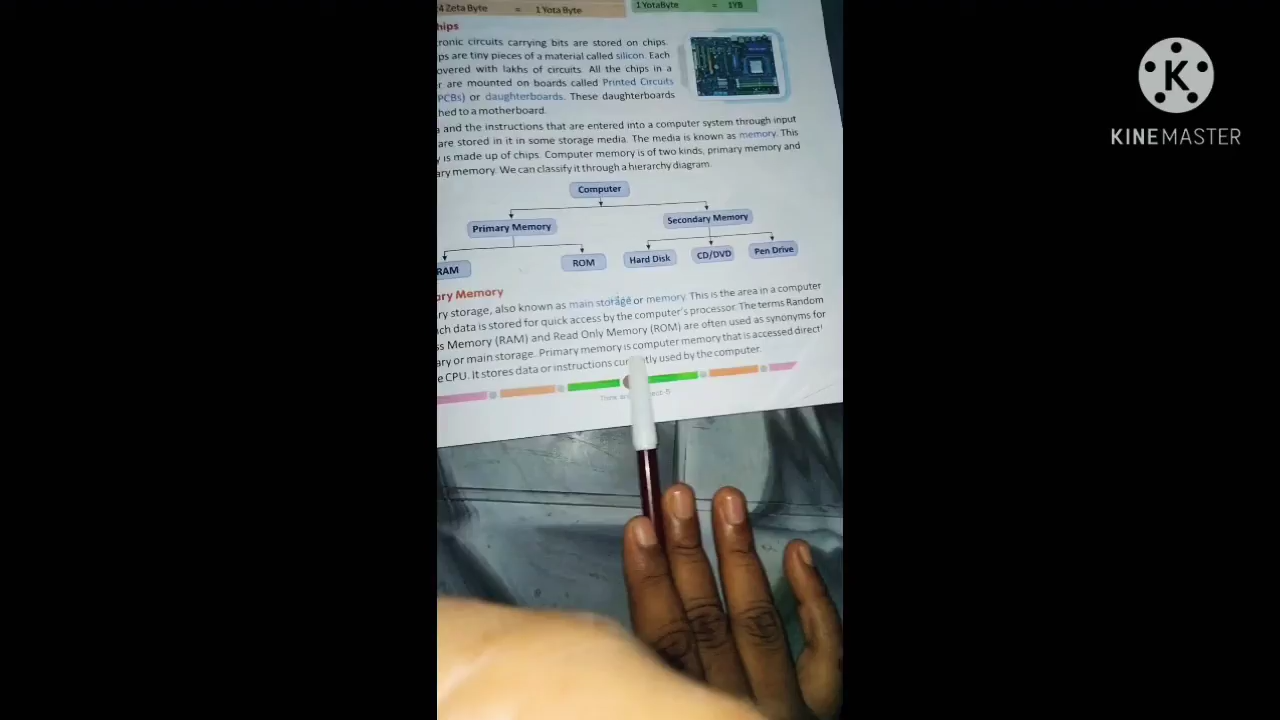 4 Zeta Byte = 1 Yota Byte
1 YotaByte = 1YB
hips
ronic circuits carrying bits are stored on chips.
ps are tiny pieces of a material called silicon. Each
overed with lakhs of circuits. All the chips in a
r are mounted on boards called Printed Circuits
PCBs) or daughterboards. These daughterboards
hed to a motherboard.
a and the instructions that are entered into a computer system through input
are stored in it in some storage media. The media is known as memory. This
y is made up of chips. Computer memory is of two kinds, primary memory and
ary memory. We can classify it through a hierarchy diagram.
Computer
Primary Memory
Secondary Memory
RAM
ROM
Hard Disk
CD/DVD
Pen Drive
ary Memory
ry storage, also known as main storage or memory. This is the area in a computer
ch data is stored for quick access by the computer's processor. The terms Random
ss Memory (RAM) and Read Only Memory (ROM) are often used as synonyms for
ary or main storage. Primary memory is computer memory that is accessed direct
e CPU. It stores data or instructions currently used by the computer.
KINEMASTER